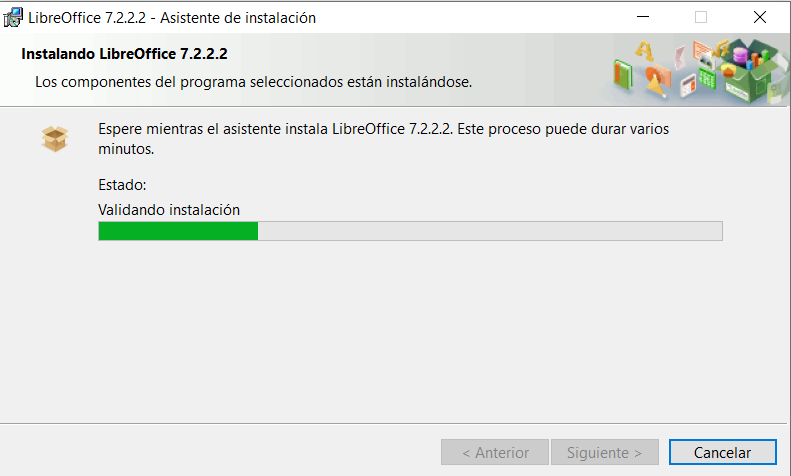 LibreOffice 7.2.2.2 - Asistente de instalación
Instalando LibreOffice 7.2.2.2
Los componentes del programa seleccionados están instalándose.
Espere mientras el asistente instala LibreOffice 7.2.2.2. Este proceso puede durar varios
minutos.
Estado:
Validando instalación
< Anterior
Siguiente >
Cancelar